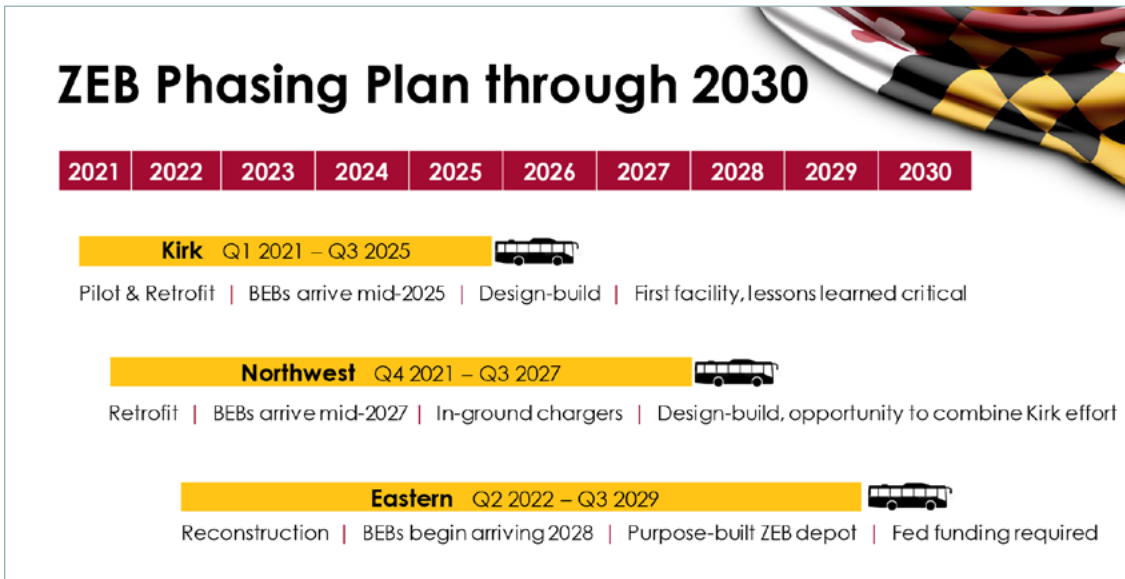 ZEB Phasing Plan through 2030
2021 2022 2023 2024 2025 2026 2027 2028 2029 2030
Kirk Q1 2021 – Q3 2025
Pilot & Retrofit | BEBs arrive mid-2025 | Design-build | First facility, lessons learned critical
Northwest Q4 2021 – Q3 2027
Retrofit | BEBs arrive mid-2027 | In-ground chargers | Design-build, opportunity to combine Kirk effort
Eastern Q2 2022 – Q3 2029
Reconstruction | BEBs begin arriving 2028 | Purpose-built ZEB depot | Fed funding required